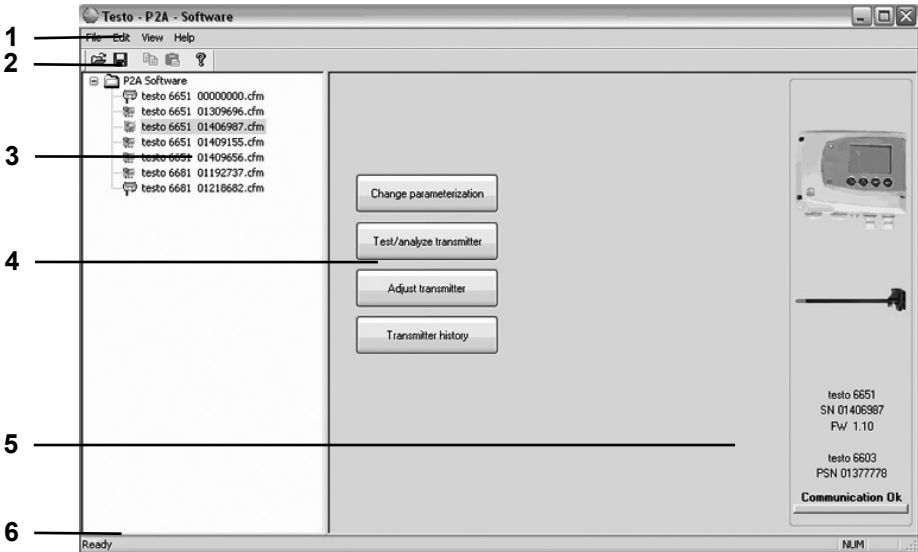 Testo - P2A - Software
1
File Edit View Help
2
P2A Software
testo 6651 00000000.cfm
testo 6651 01309696.cfm
testo 6651 01406987.cfm
testo 6651 01409155.cfm
3
testo 6651 01409656.cfm
testo 6681 01192737.cfm
testo 6681 01218682.cfm
Change parameterization
Test/analyze transmitter
4
Adjust transmitter
Transmitter history
testo 6651
SN 01406987
FW 1.10
5
testo 6603
PSN 01377778
Communication Ok
6
Ready
NUM